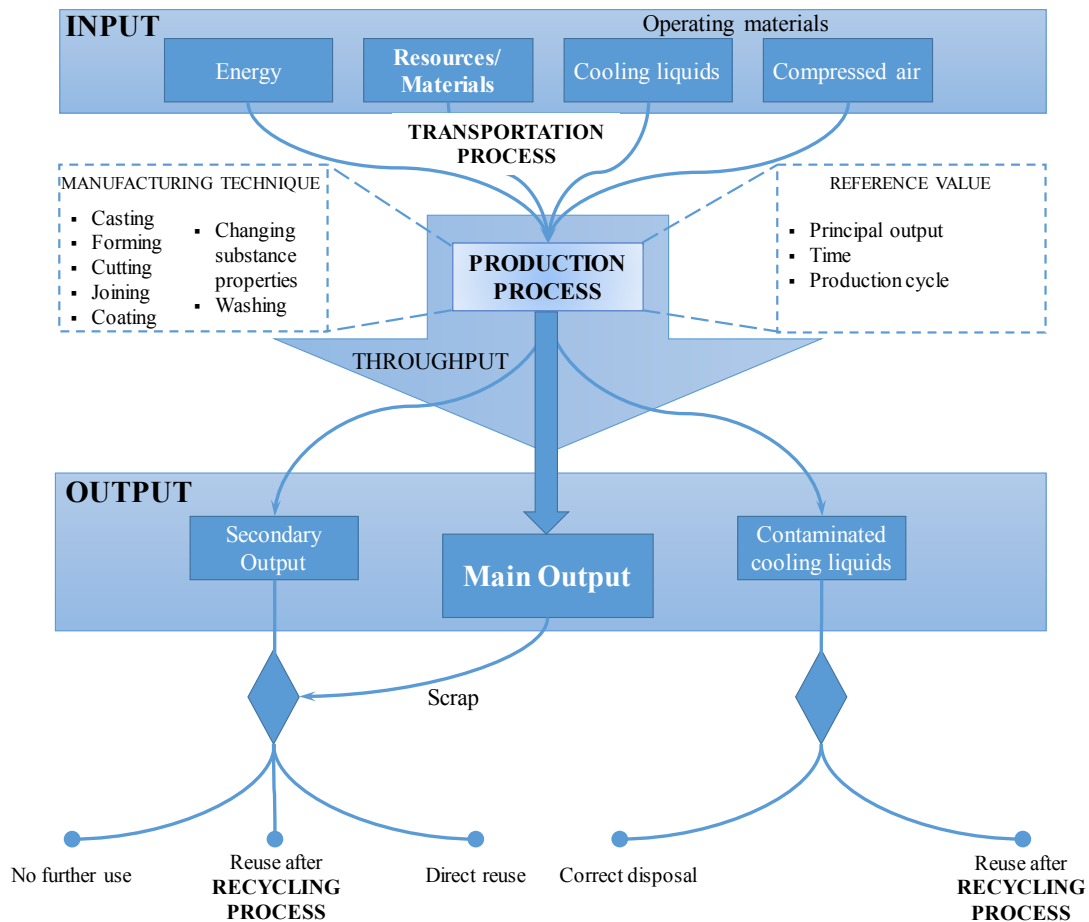 INPUT
Operating materials
Energy
Resources/
Materials
Cooling liquids
Compressed air
TRANSPORTATION
PROCESS
MANUFACTURING TECHNIQUE
▪ Casting
▪ Forming
▪ Cutting
▪ Joining
▪ Coating
▪ Changing
substance
properties
▪ Washing
PRODUCTION
PROCESS
REFERENCE VALUE
▪ Principal output
▪ Time
▪ Production cycle
THROUGHPUT
OUTPUT
Secondary
Output
Main Output
Contaminated
cooling liquids
Scrap
No further use
Reuse after
RECYCLING
PROCESS
Direct reuse
Correct disposal
Reuse after
RECYCLING
PROCESS